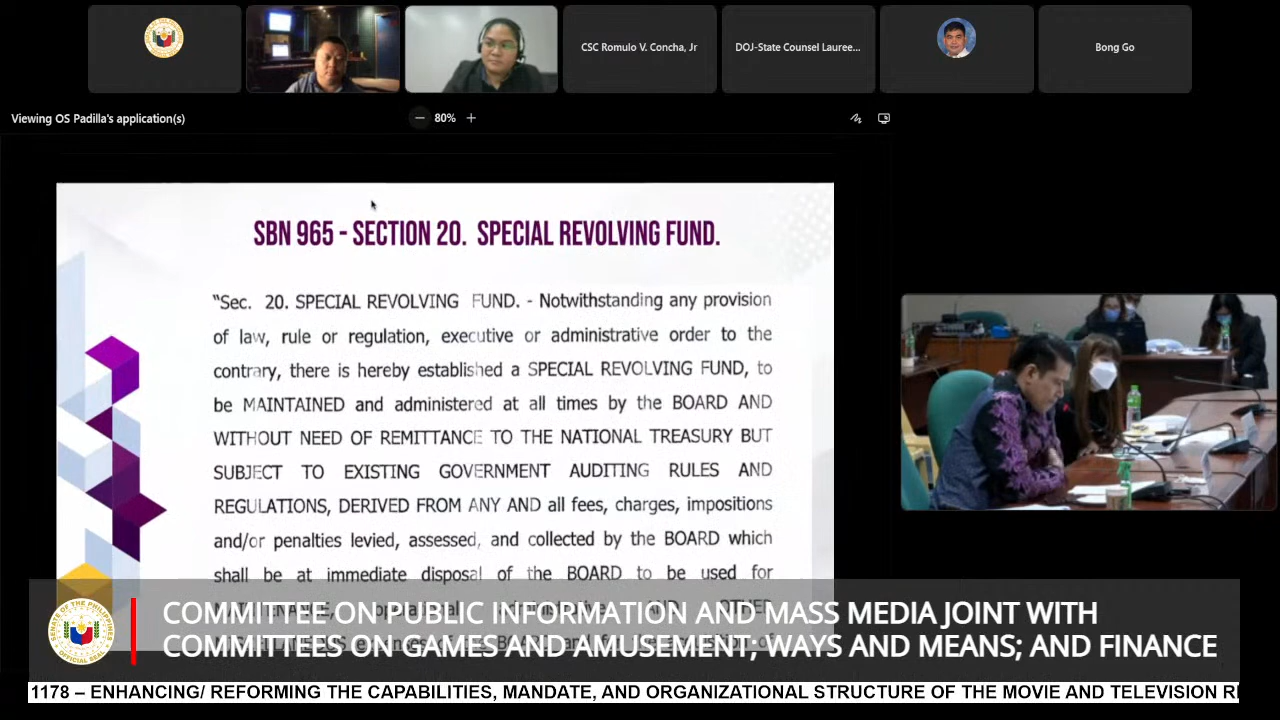 CSC Romulo V. Concha, Jr
DOJ-State Counsel Lauree...
Bong Go
Viewing OS Padilla's application(s)
80%
SBN 965 - SECTION 20. SPECIAL REVOLVING FUND.
"Sec. 20. SPECIAL REVOLVING FUND. - Notwithstanding any provision
of law, rule or regulation, executive or administrative order to the
contrary, there is hereby established a SPECIAL REVOLVING FUND, to
be MAINTAINED and administered at all times by the BOARD AND
WITHOUT NEED OF REMITTANCE TO THE NATIONAL TREASURY BUT
SUBJECT TO EXISTING GOVERNMENT AUDITING RULES AND
REGULATIONS, DERIVED FROM ANY AND all fees, charges, impositions
and/or penalties levied, assessed, and collected by the BOARD which
shall be at immediate disposal of the BOARD to be used for
SENATE OF THE PHILIPPINES
OFFICIAL SEAL
COMMITTEE ON PUBLIC INFORMATION AND MASS MEDIA JOINT WITH
COMMITTEES ON GAMES AND AMUSEMENT; WAYS AND MEANS; AND FINANCE
1178 – ENHANCING/ REFORMING THE CAPABILITIES, MANDATE, AND ORGANIZATIONAL STRUCTURE OF THE MOVIE AND TELEVISION